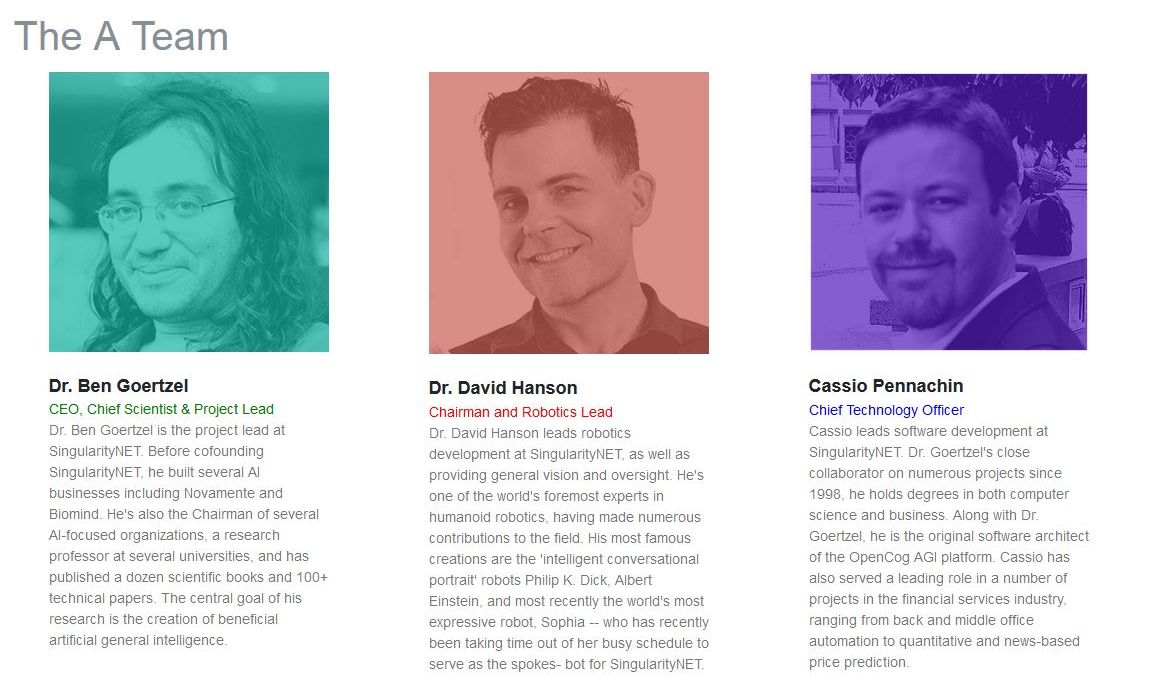 The A Team
Dr. Ben Goertzel
CEO, Chief Scientist & Project Lead
Dr. Ben Goertzel is the project lead at
SingularityNET. Before cofounding
SingularityNET, he built several AI
businesses including Novamente and
Biomind. He's also the Chairman of several
AI-focused organizations, a research
professor at several universities, and has
published a dozen scientific books and 100+
technical papers. The central goal of his
research is the creation of beneficial
artificial general intelligence.
Dr. David Hanson
Chairman and Robotics Lead
Dr. David Hanson leads robotics
development at SingularityNET, as well as
providing general vision and oversight. He's
one of the world's foremost experts in
humanoid robotics, having made numerous
contributions to the field. His most famous
creations are the 'intelligent conversational
portrait' robots Philip K. Dick, Albert
Einstein, and most recently the world's most
expressive robot, Sophia -- who has recently
been taking time out of her busy schedule to
serve as the spokes- bot for SingularityNET.
Cassio Pennachin
Chief Technology Officer
Cassio leads software development at
SingularityNET. Dr. Goertzel's close
collaborator on numerous projects since
1998, he holds degrees in both computer
science and business. Along with Dr.
Goertzel, he is the original software architect
of the OpenCog AGI platform. Cassio has
also served a leading role in a number of
projects in the financial services industry,
ranging from back and middle office
automation to quantitative and news-based
price prediction.